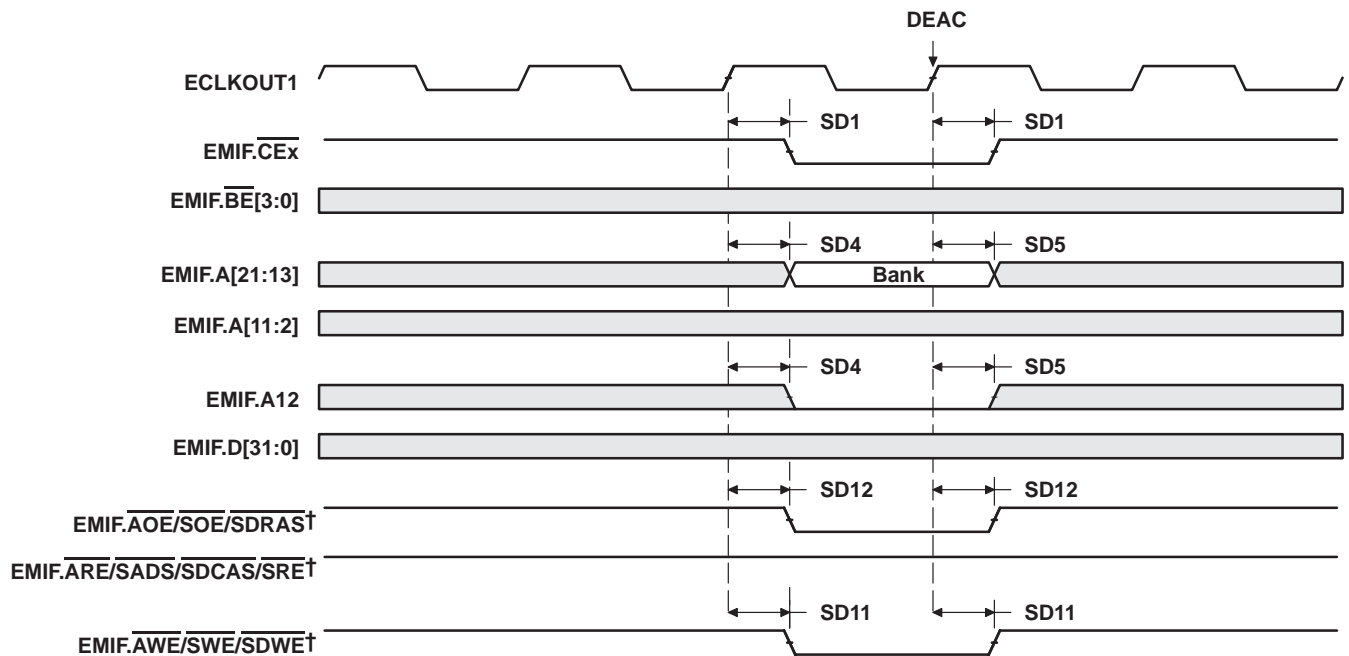 DEAC
ECLKOUT1
SD1 SD1
EMIF.CEx
EMIF.BE[3:0]
SD4 SD5
EMIF.A[21:13] Bank
EMIF.A[11:2]
SD4 SD5
EMIF.A12
EMIF.D[31:0]
SD12 SD12
EMIF.AOE/SOE/SDRAS†
EMIF.ARE/SADS/SDCAS/SRE†
SD11 SD11
EMIF.AWE/SWE/SDWE†